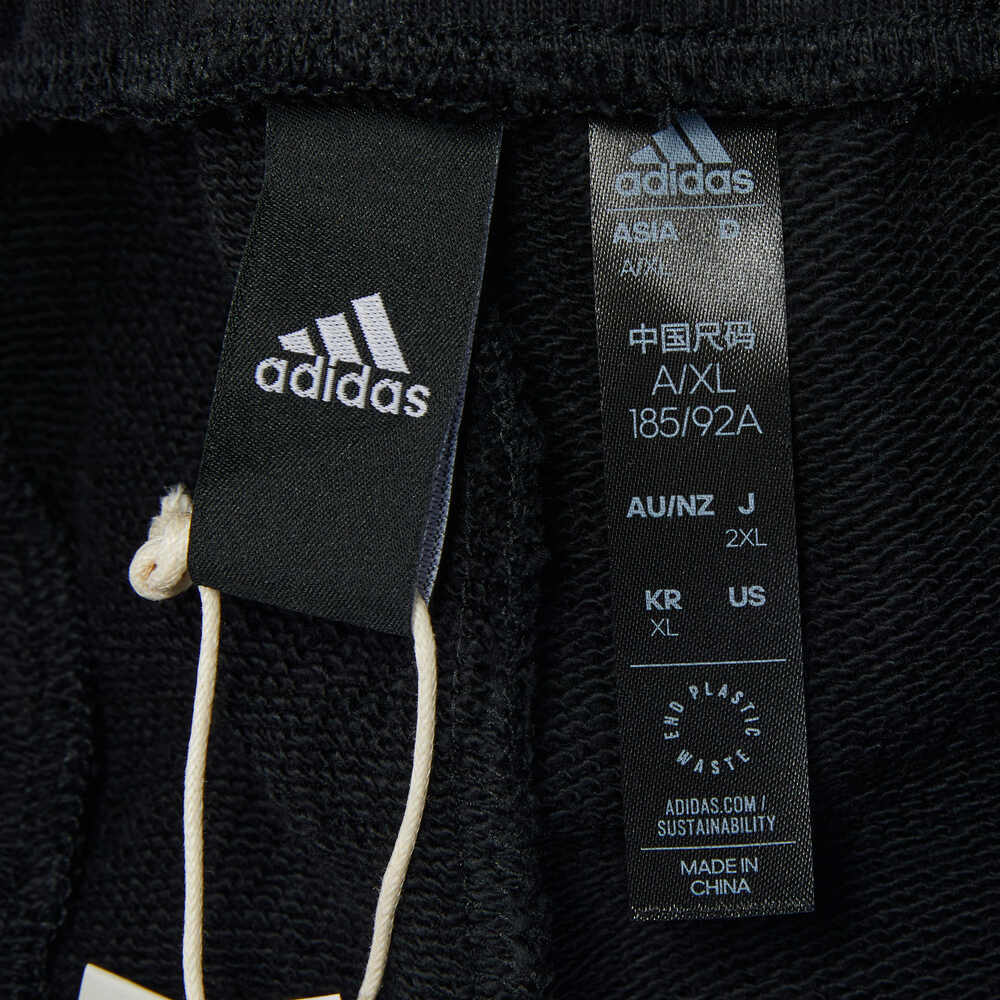 adidas
adidas
ASIA D
A/XL
中国尺码
A/XL
185/92A
AU/NZ J
2XL
KR US
XL
END PLASTIC WASTE
ADIDAS.COM/
SUSTAINABILITY
MADE IN
CHINA